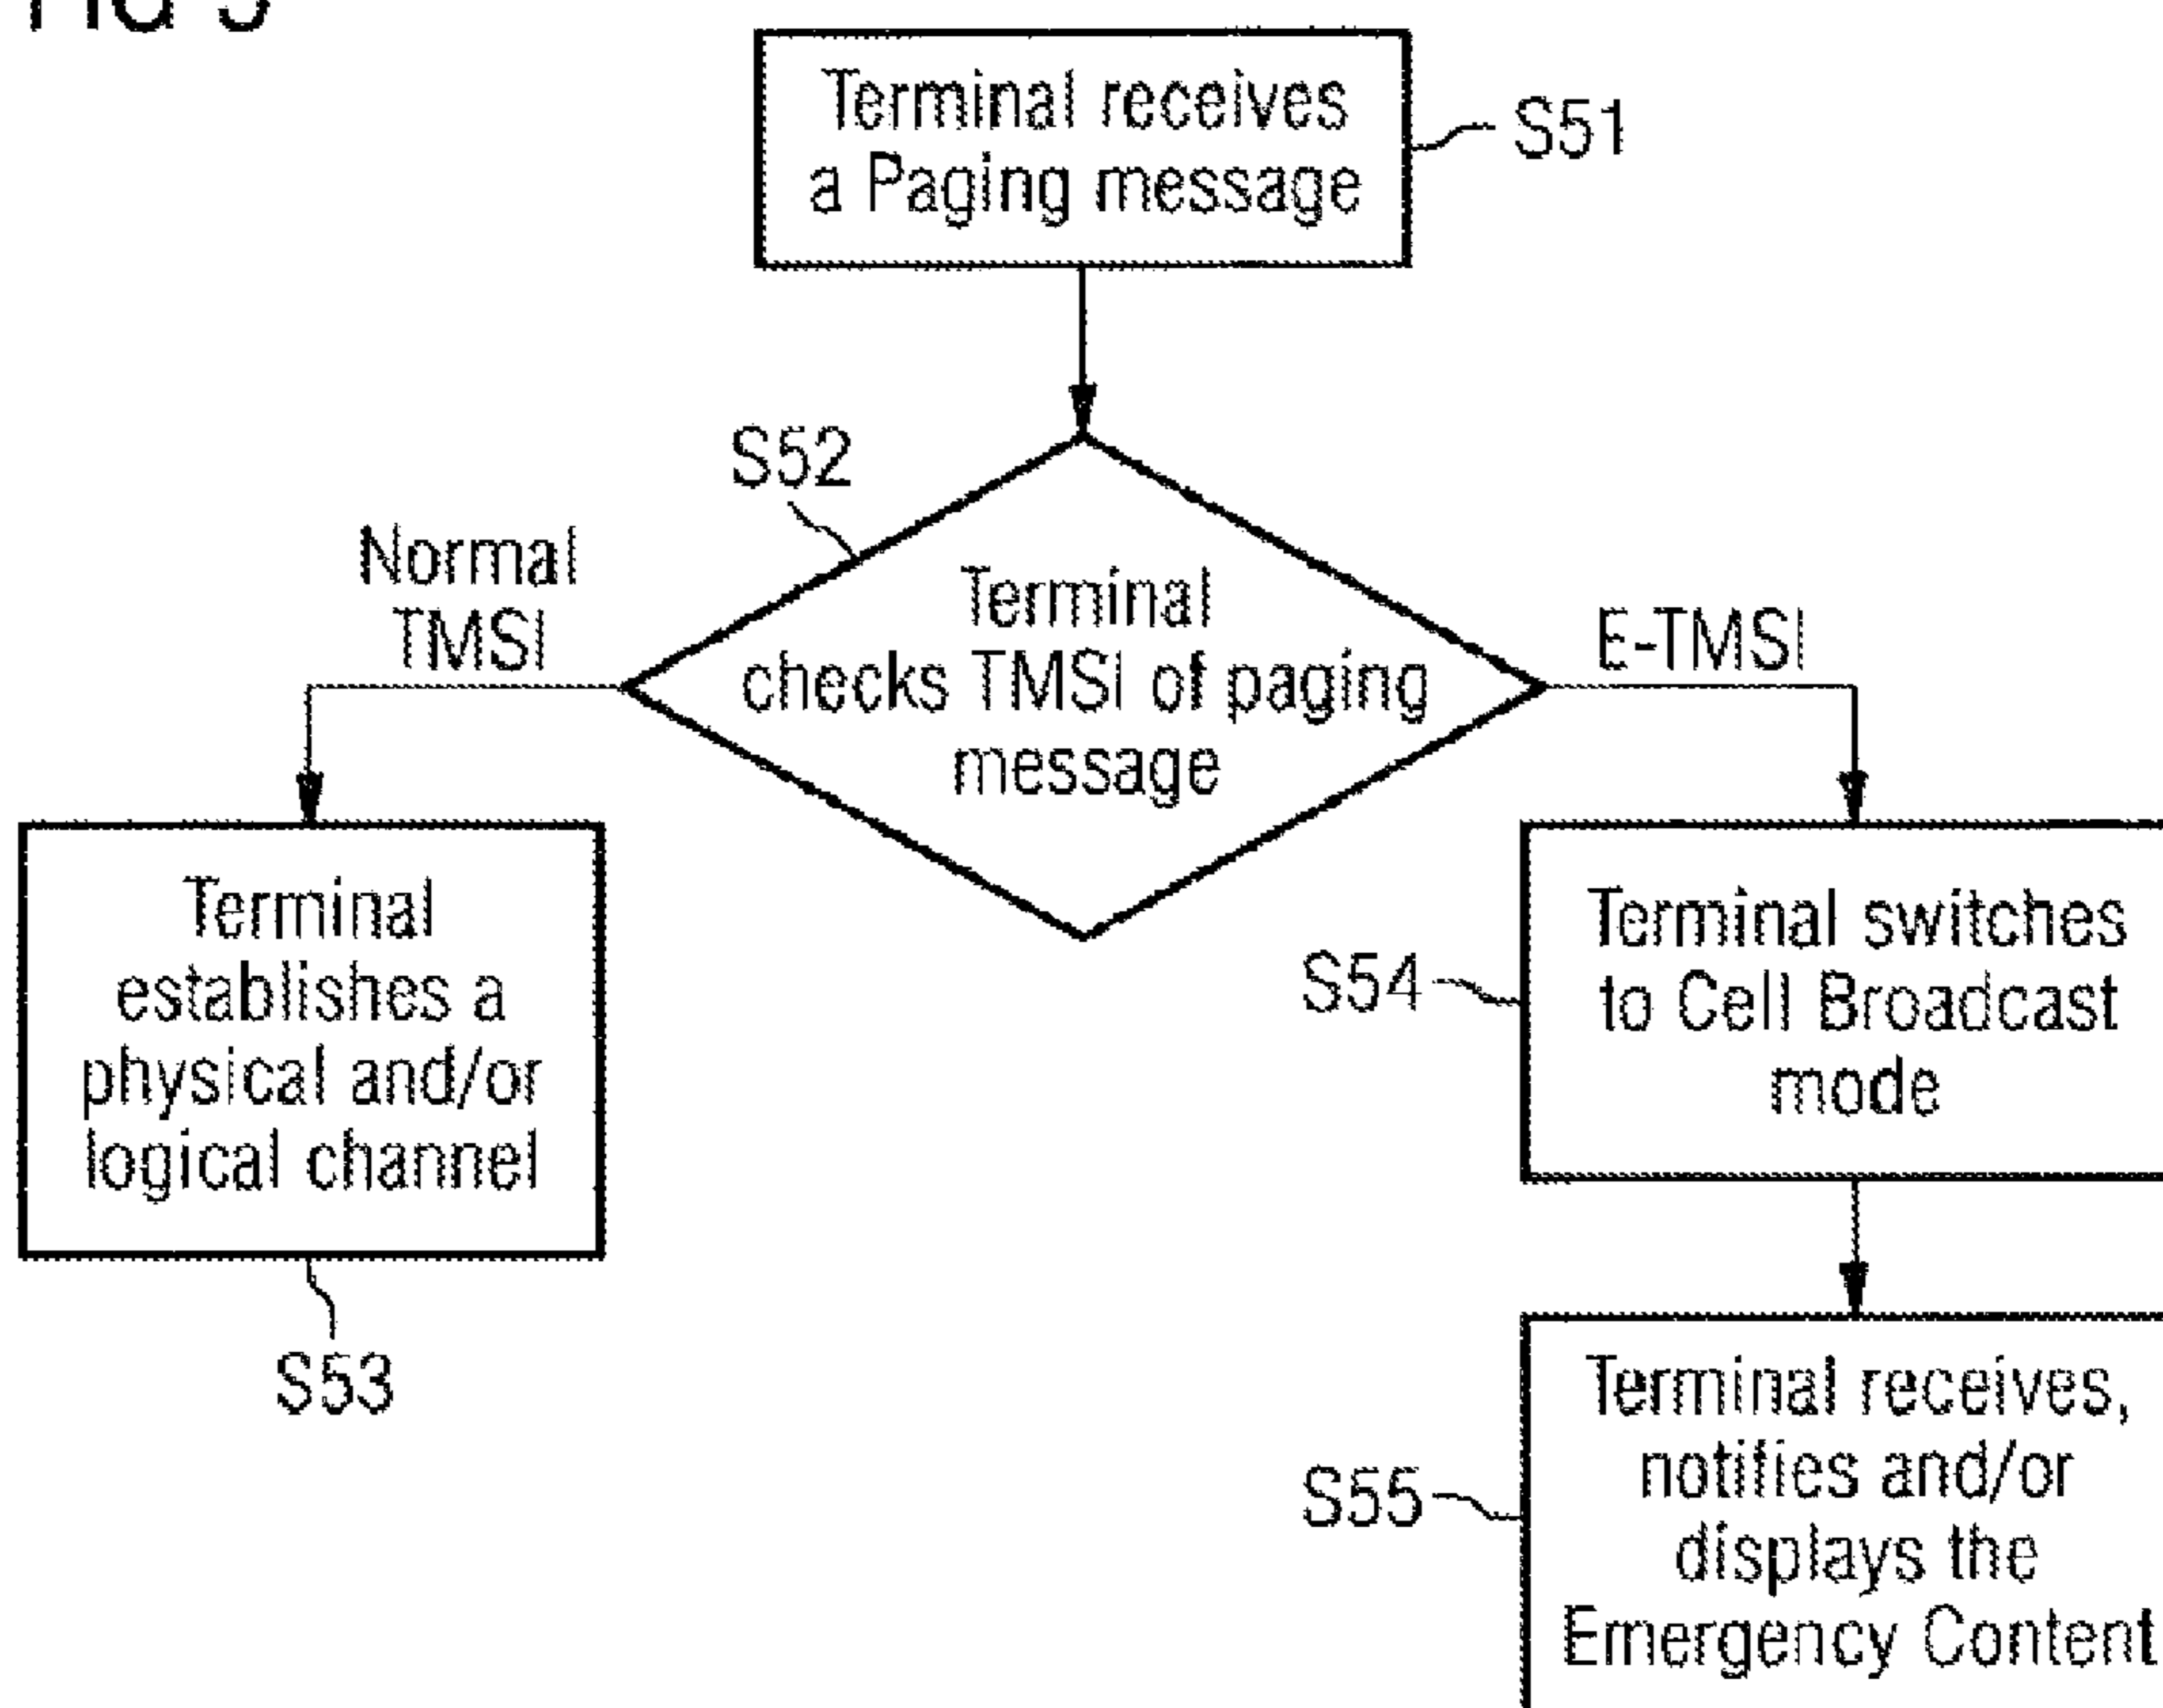 Terminal receives
a Paging message
S51
S52
Normal
TMSI
Terminal
checks TMSI of paging
message
E-TMSI
Terminal
establishes a
physical and/or
logical channel
S53
Terminal switches
to Cell Broadcast
mode
S54
Terminal receives,
notifies and/or
displays the
Emergency Content
S55